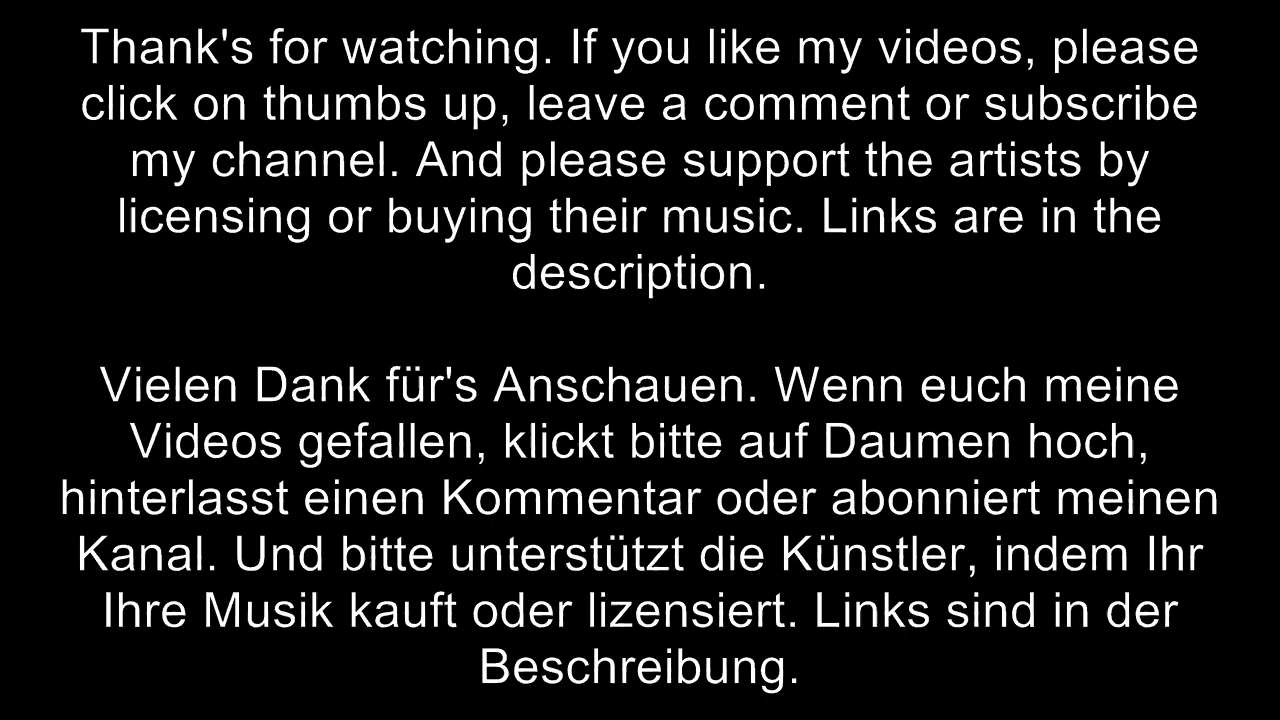 Thank's for watching. If you like my videos, please
click on thumbs up, leave a comment or subscribe
my channel. And please support the artists by
licensing or buying their music. Links are in the
description.
Vielen Dank für's Anschauen. Wenn euch meine
Videos gefallen, klickt bitte auf Daumen hoch,
hinterlasst einen Kommentar oder abonniert meinen
Kanal. Und bitte unterstützt die Künstler, indem Ihr
Ihre Musik kauft oder lizensiert. Links sind in der
Beschreibung.